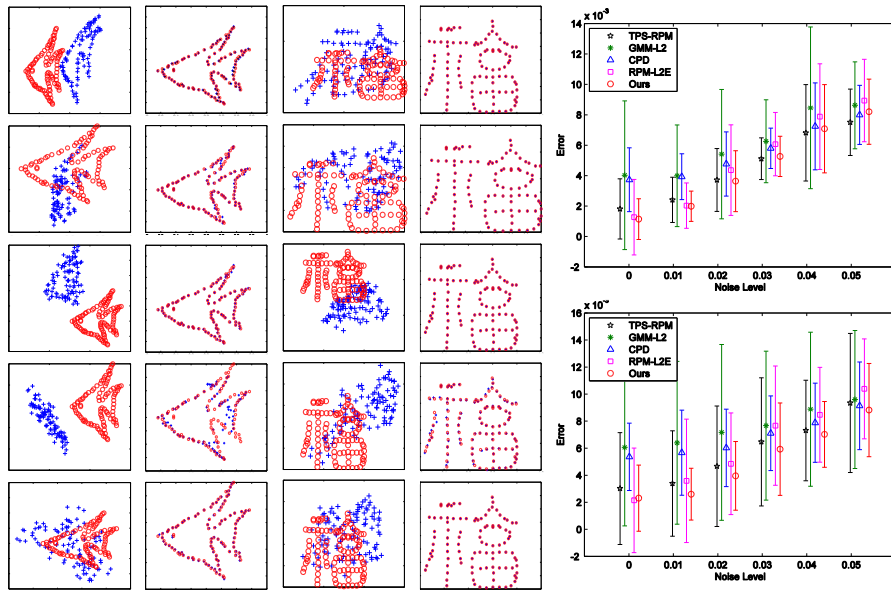 14 × 10⁻³
12
10
8
6
4
2
0
-2
Error
TPS-RPM
GMM-L2
CPD
RPM-L2E
Ours
0 0.01 0.02 0.03 0.04 0.05
Noise Level
16 × 10
14
12
10
8
6
4
2
0
-2
Error
TPS-RPM
GMM-L2
CPD
RPM-L2E
Ours
0 0.01 0.02 0.03 0.04 0.05
Noise Level